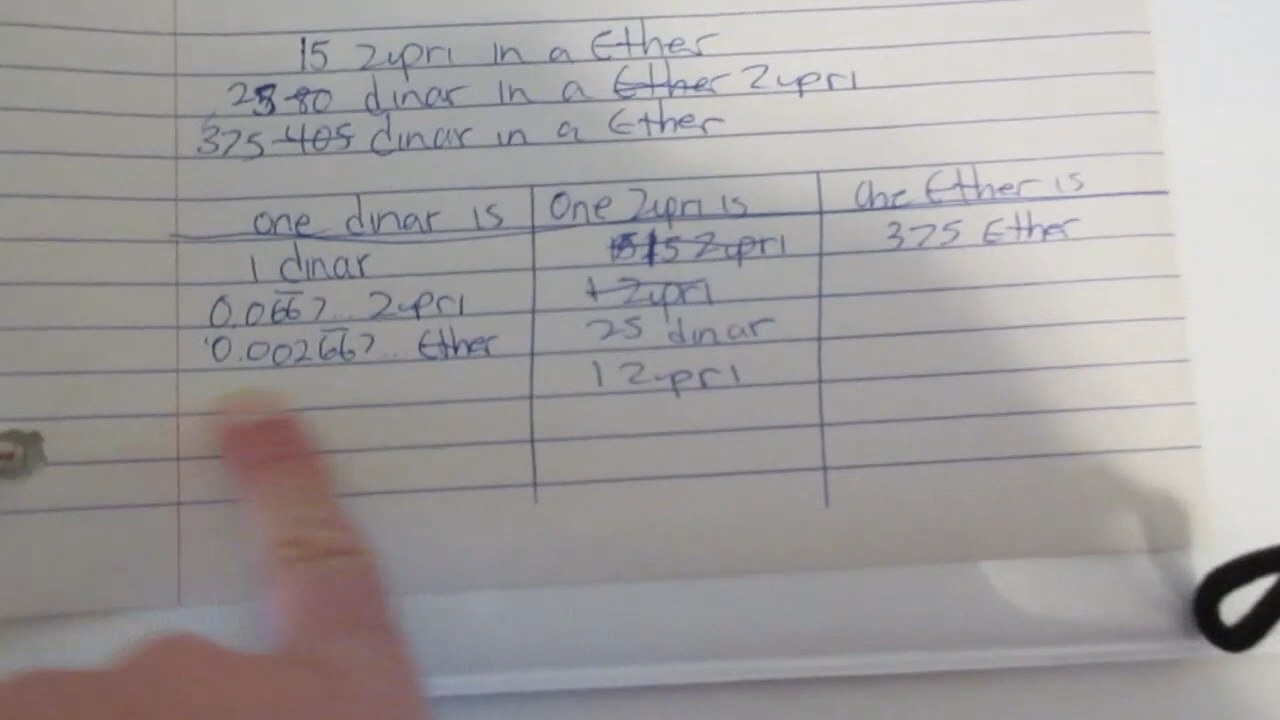 15 Zupri in a Ether
25 80 dinar in a Ether Zupri
375 405 dinar in a Ether
one dinar is
1 dinar
0.0667... Zupri
0.002667... Ether
One Zupri is
15 Zupri
1 Zupri
25 dinar
1 Zupri
One Ether is
375 Ether